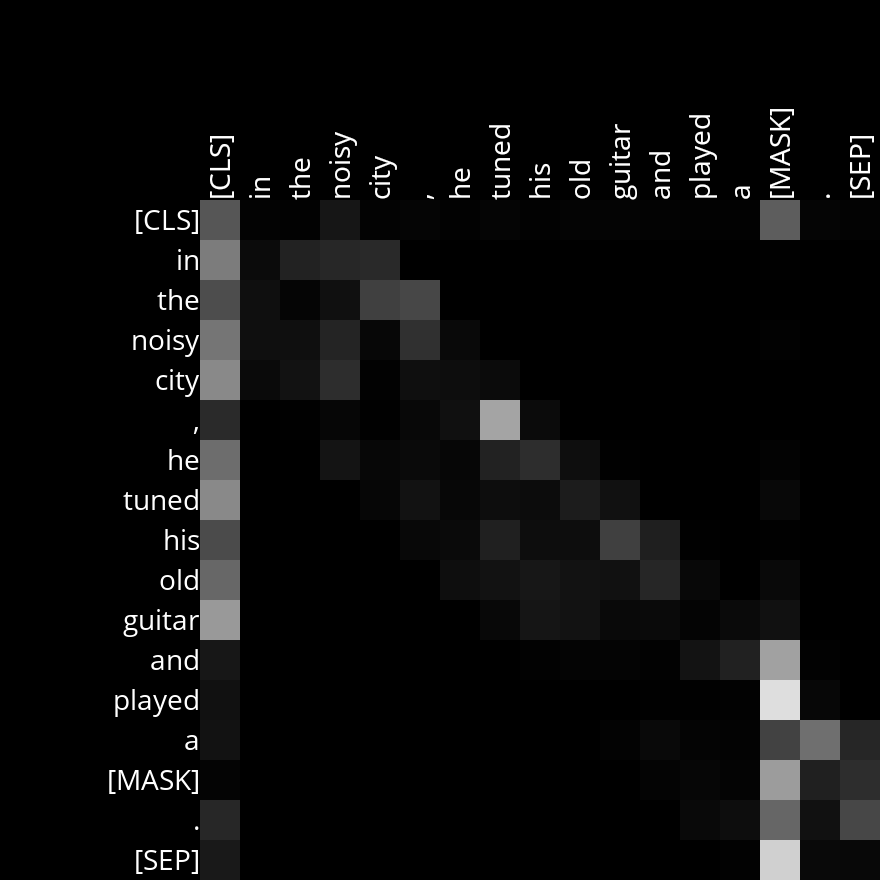 [CLS] in the noisy city , he tuned his old guitar and played a [MASK] . [SEP]
[CLS]
in
the
noisy
city
,
he
tuned
his
old
guitar
and
played
a
[MASK]
.
[SEP]